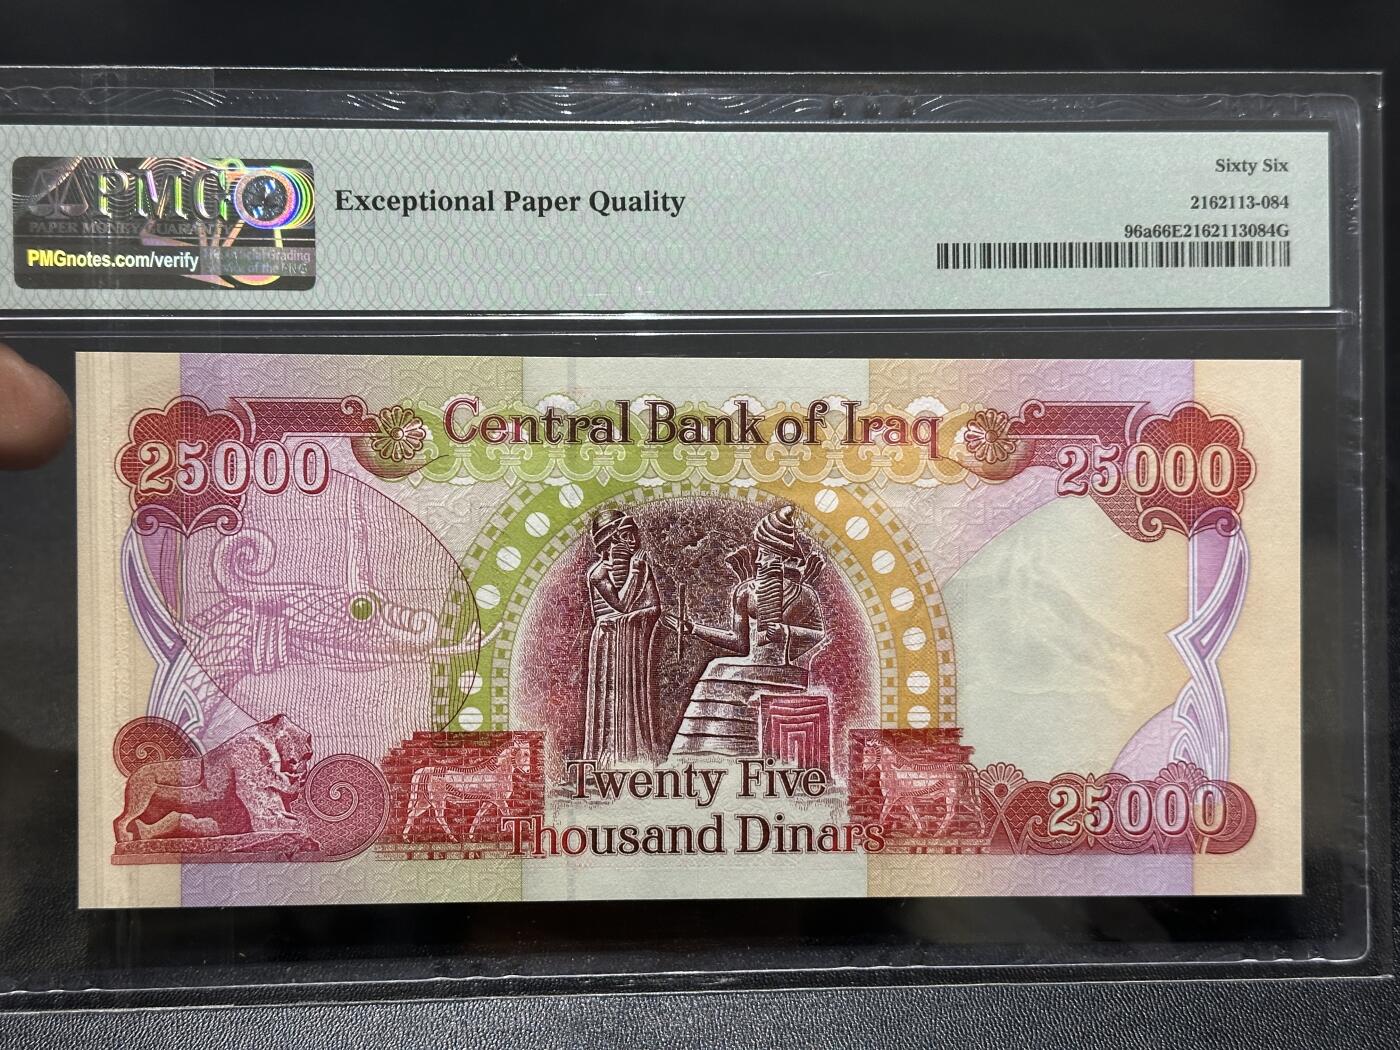 PMG
PAPER MONEY GUARANTY
PMGnotes.com/verify
Exceptional Paper Quality
Sixty Six
2162113-084
96a66E2162113084G
Central Bank of Iraq
25000
25000
Twenty Five
Thousand Dinars
25000